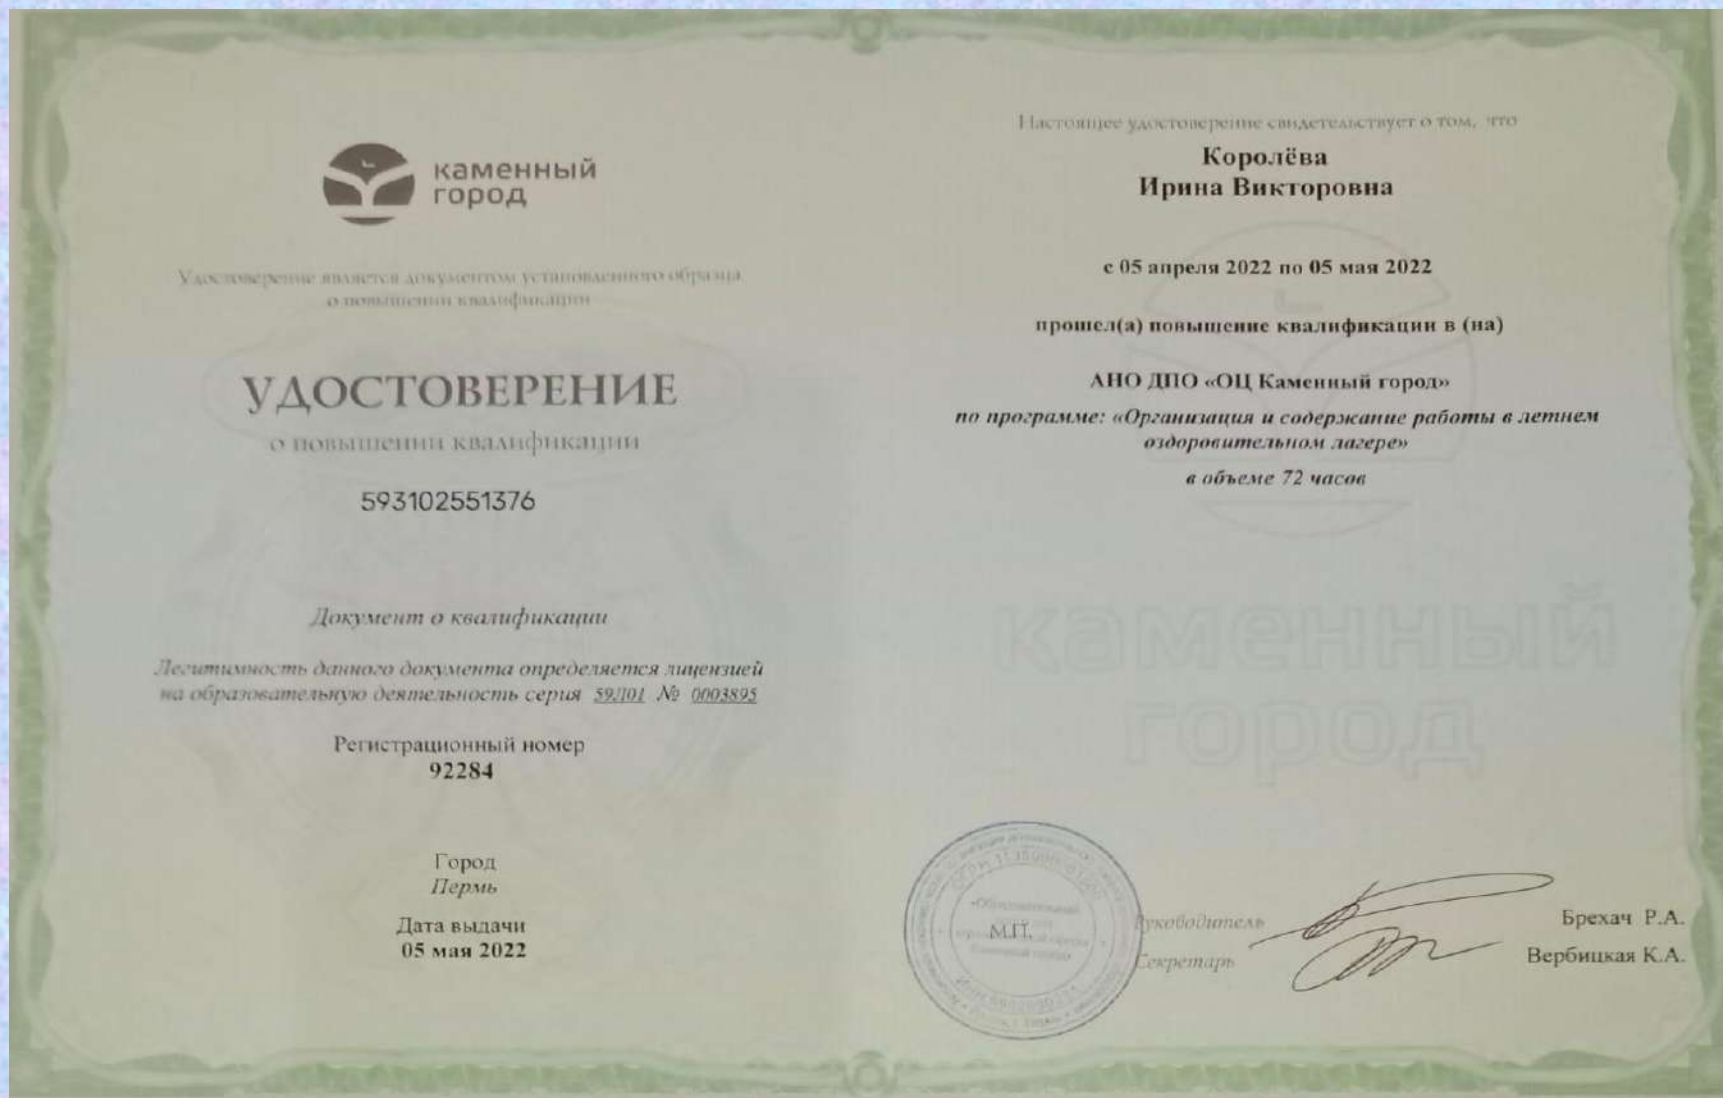 каменный
город
Удостоверение является документом установленного образца
о повышении квалификации
УДОСТОВЕРЕНИЕ
о повышении квалификации
593102551376
Документ о квалификации
Легитимность данного документа определяется лицензией
на образовательную деятельность серия 59Л01 № 0003895
Регистрационный номер
92284
Город
Пермь
Дата выдачи
05 мая 2022
Настоящее удостоверение свидетельствует о том, что
Королёва
Ирина Викторовна
с 05 апреля 2022 по 05 мая 2022
прошел(а) повышение квалификации в (на)
АНО ДПО «ОЦ Каменный город»
по программе: «Организация и содержание работы в летнем
оздоровительном лагере»
в объеме 72 часов
каменный
город
М.П.
Руководитель Брехач Р.А.
Секретарь Вербицкая К.А.